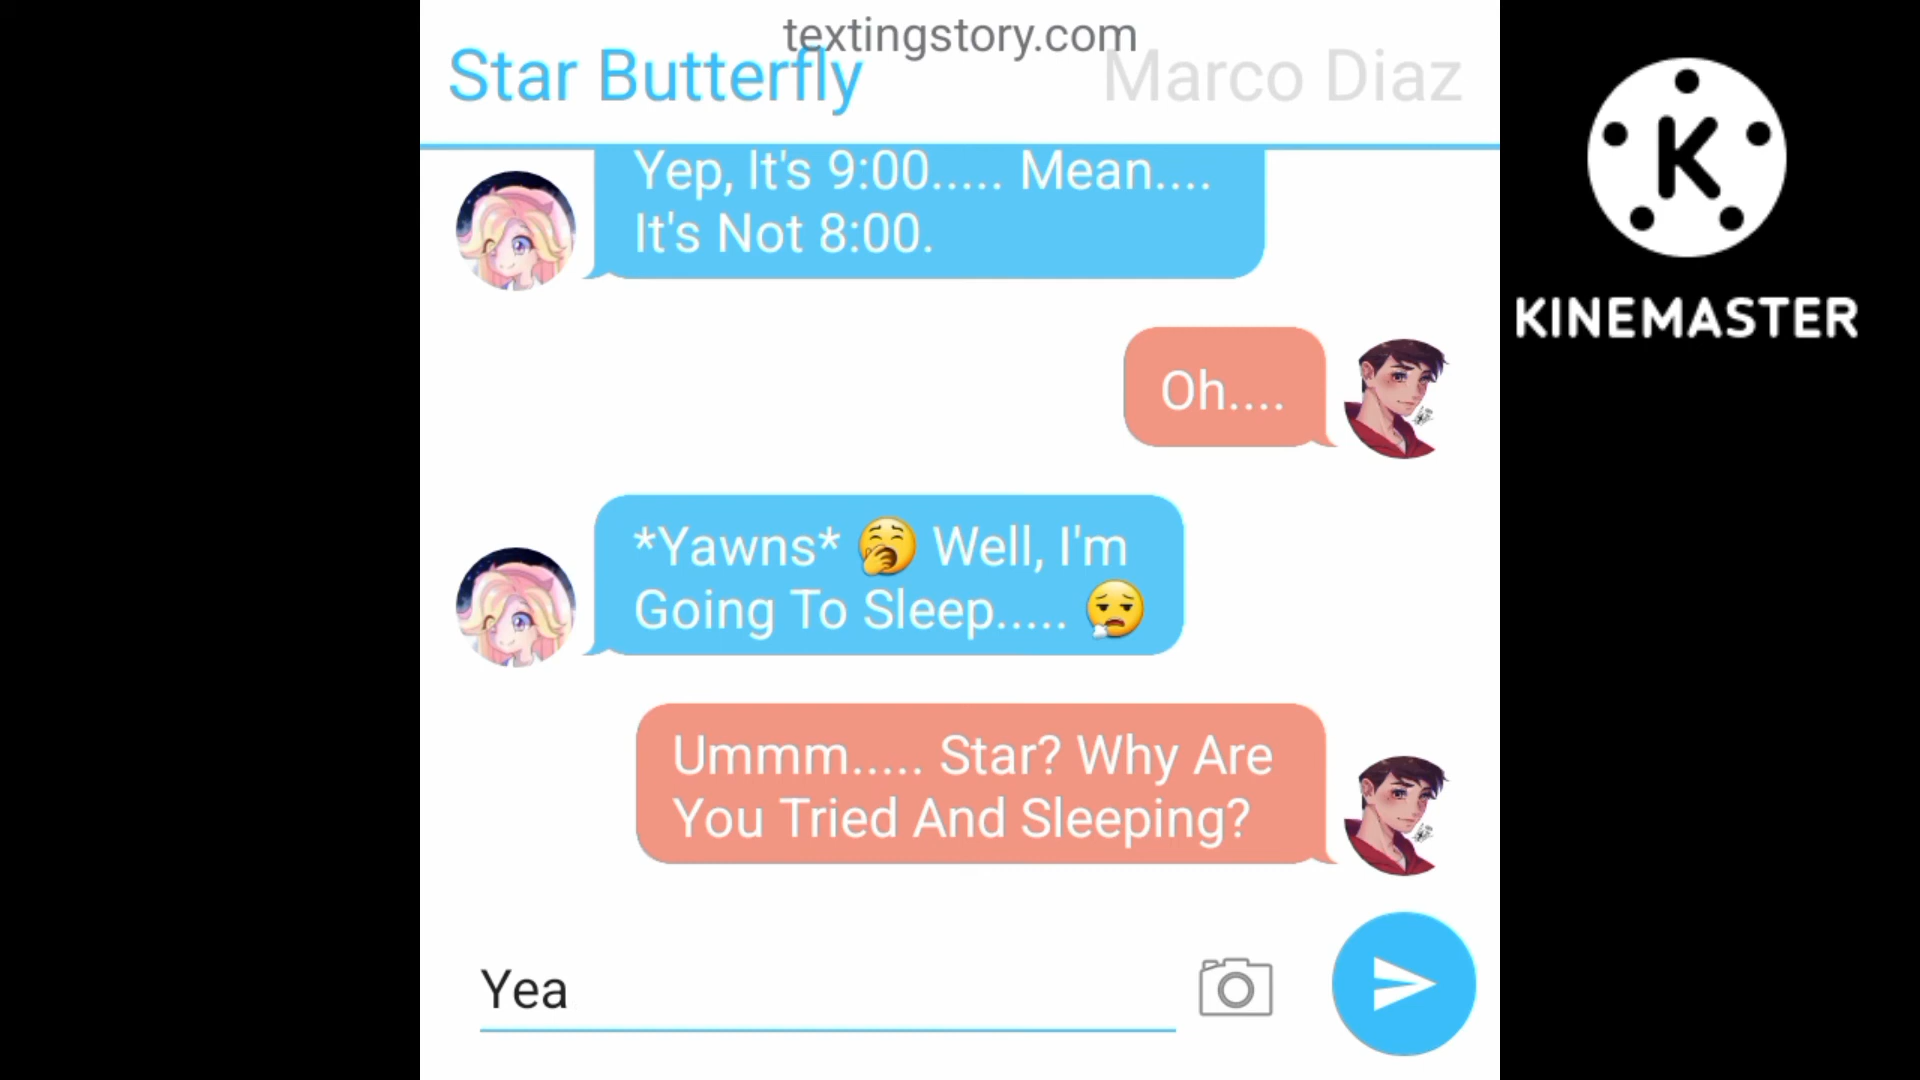 textingstory.com
Star Butterfly
Marco Diaz
K
KINEMASTER
Yep, It's 9:00..... Mean....
It's Not 8:00.
Oh....
*Yawns* 🥱 Well, I'm
Going To Sleep..... 😮‍💨
Ummm..... Star? Why Are
You Tried And Sleeping?
Yea